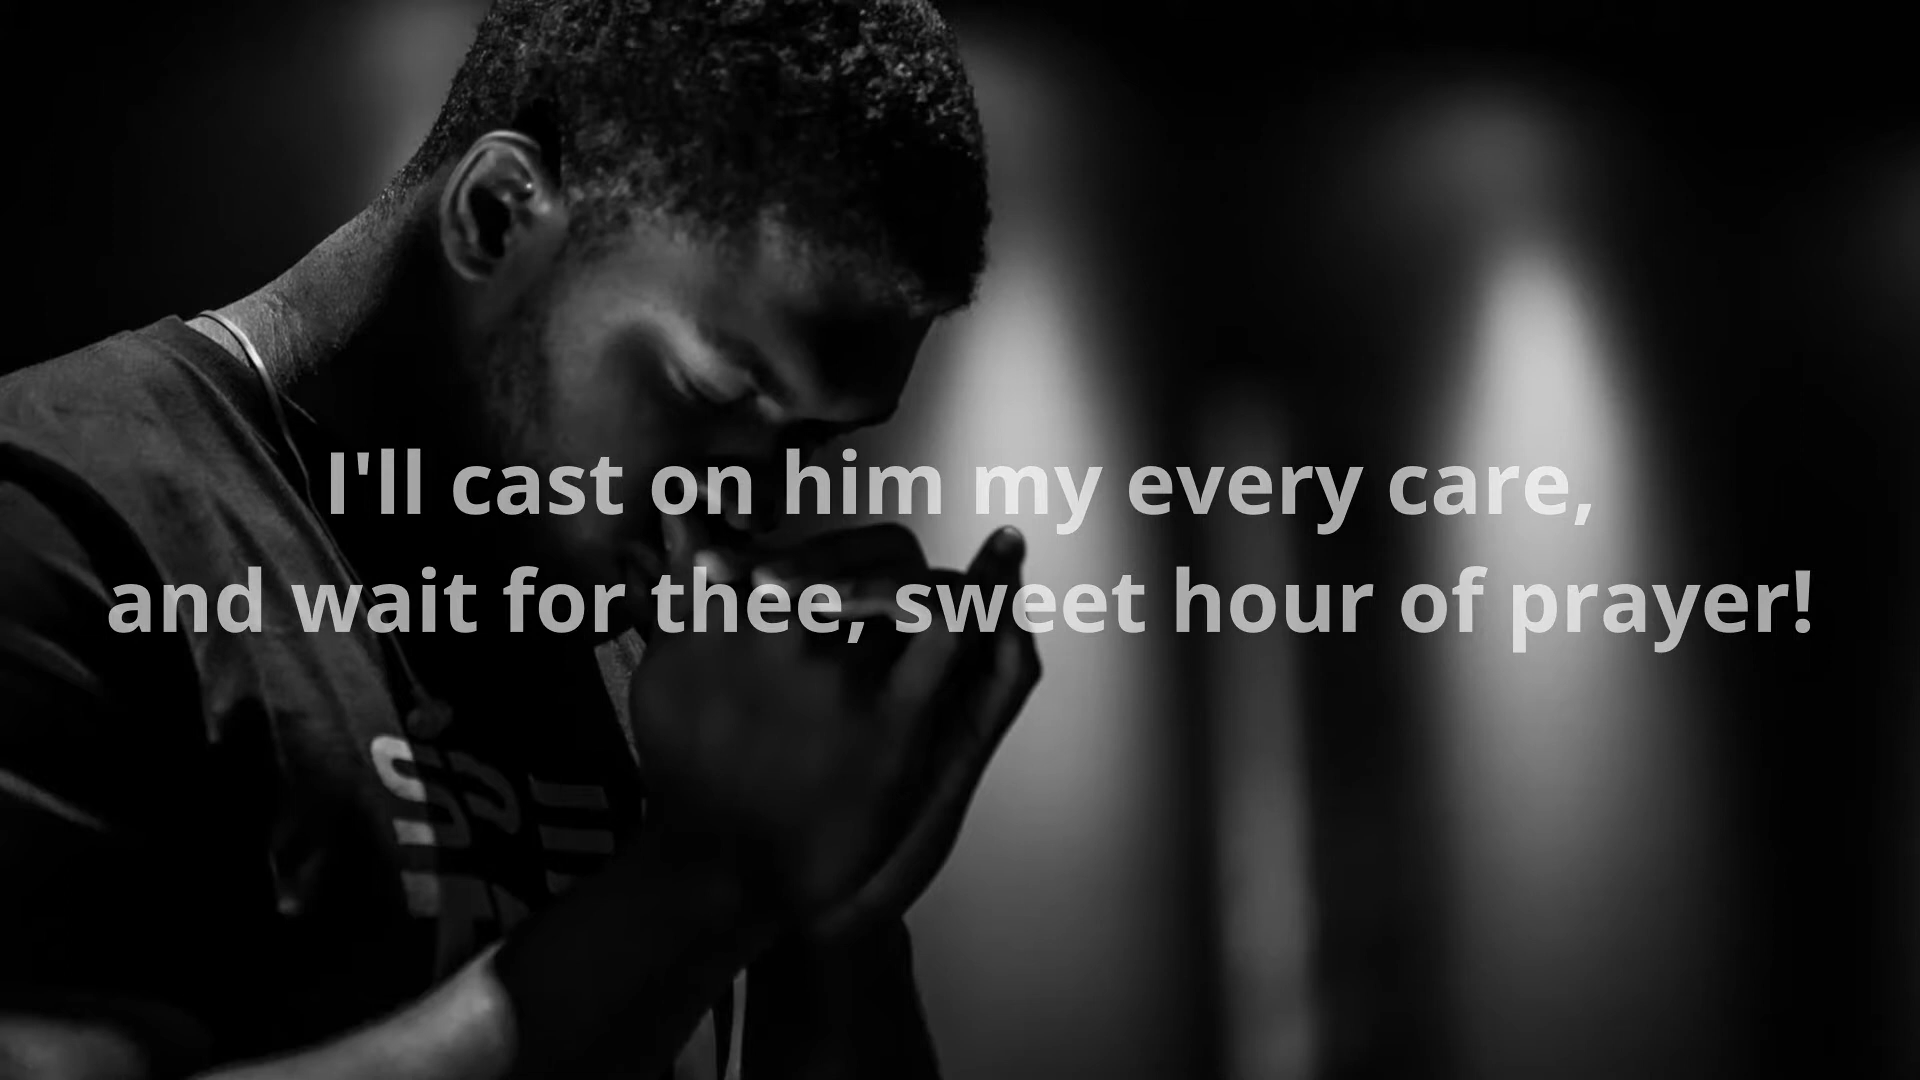 I'll cast on him my every care,
and wait for thee, sweet hour of prayer!